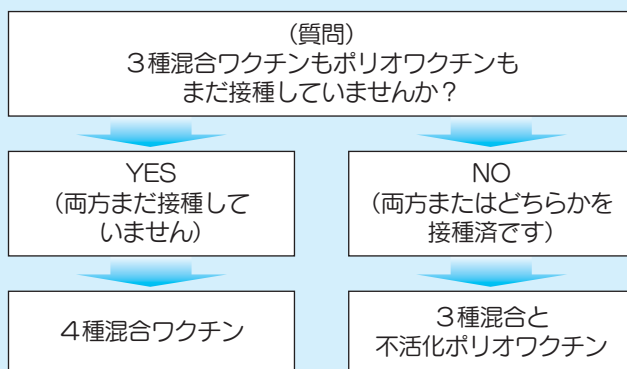 （質問）
３種混合ワクチンもポリオワクチンも
まだ接種していませんか？
YES
（両方まだ接種して
いません）
NO
（両方またはどちらかを
接種済です）
４種混合ワクチン
３種混合と
不活化ポリオワクチン